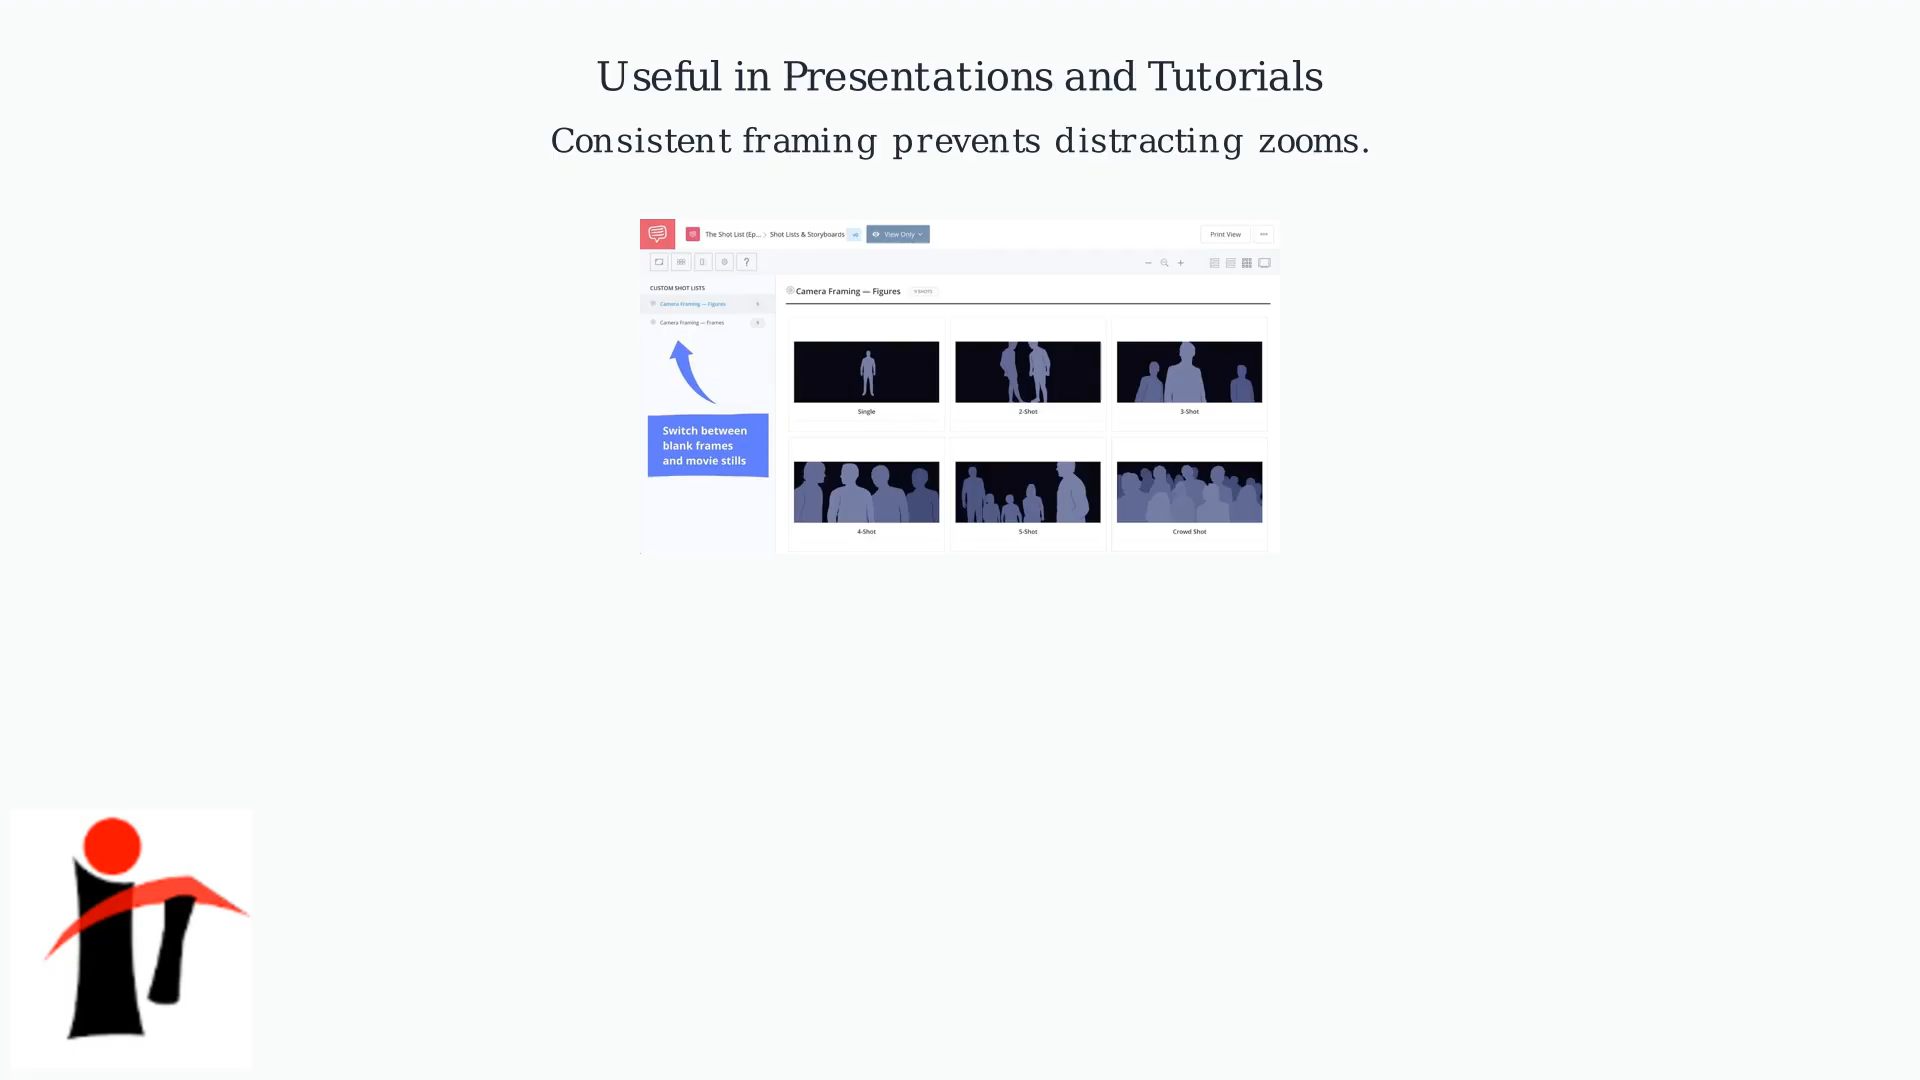 Useful in Presentations and Tutorials
Consistent framing prevents distracting zooms.
The Shot List (Ep... > Shot Lists & Storyboards
View Only
Print View
?
CUSTOM SHOT LISTS
Camera Framing — Figures
Camera Framing — Frames
Switch between
blank frames
and movie stills
Camera Framing — Figures 9 SHOTS
Single
2-Shot
3-Shot
4-Shot
5-Shot
Crowd Shot